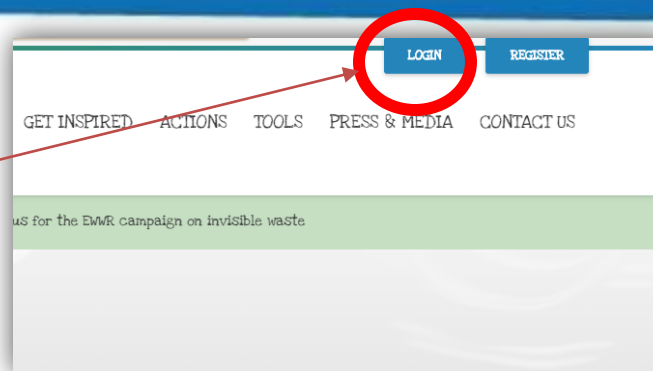 LOGIN REGISTER
GET INSPIRED ACTIONS TOOLS PRESS & MEDIA CONTACT US
us for the EWWR campaign on invisible waste